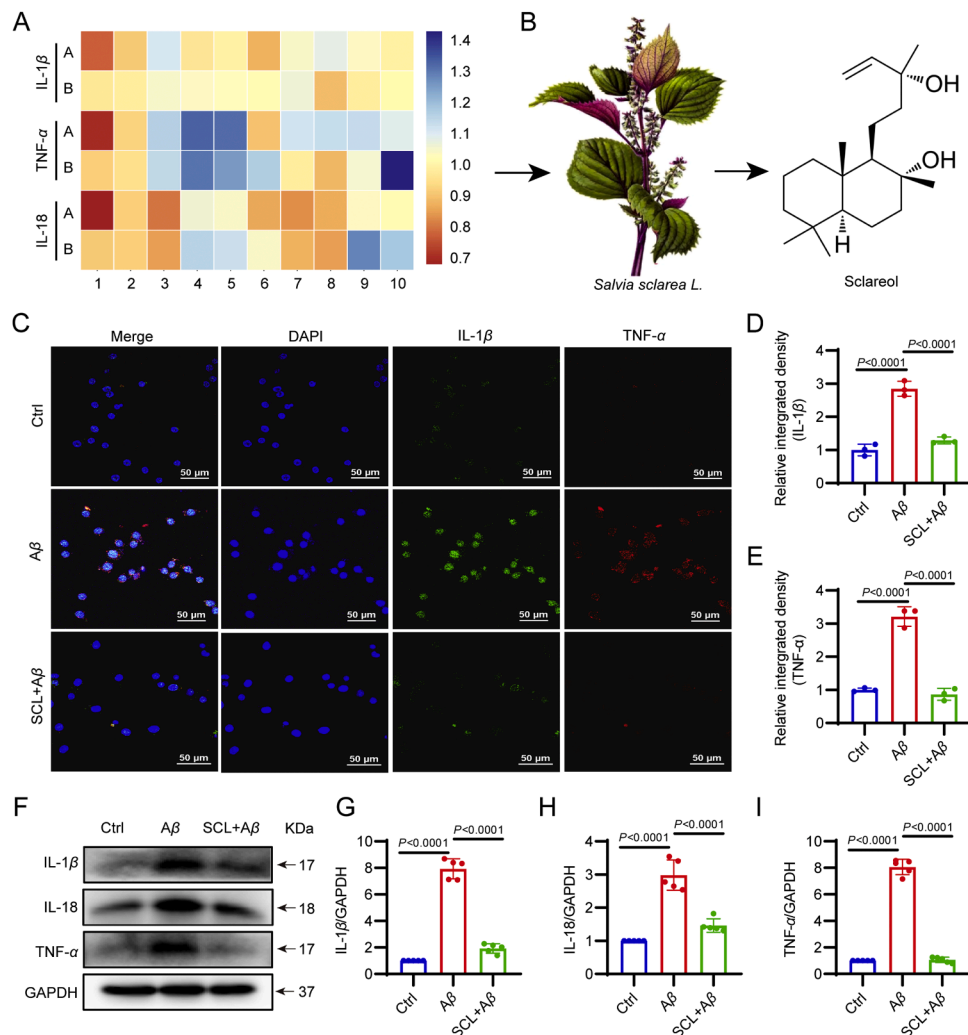 A
IL-1β
A
B
TNF-α
A
B
IL-18
A
B
1 2 3 4 5 6 7 8 9 10
1.4
1.3
1.2
1.1
1.0
0.9
0.8
0.7
B
Salvia sclarea L.
OH
OH
H
Sclareol
C
Merge DAPI IL-1β TNF-α
Ctrl
50 µm 50 µm 50 µm 50 µm
Aβ
50 µm 50 µm 50 µm 50 µm
SCL+Aβ
50 µm 50 µm 50 µm 50 µm
D
Relative intergrated density
(IL-1β)
4
3
2
1
0
P<0.0001
P<0.0001
Ctrl
Aβ
SCL+Aβ
E
Relative intergrated density
(TNF-α)
4
3
2
1
0
P<0.0001
P<0.0001
Ctrl
Aβ
SCL+Aβ
F
Ctrl Aβ SCL+Aβ KDa
IL-1β 17
IL-18 18
TNF-α 17
GAPDH 37
G
IL-1β/GAPDH
10
8
6
4
2
0
P<0.0001
P<0.0001
Ctrl
Aβ
SCL+Aβ
H
IL-18/GAPDH
4
3
2
1
0
P<0.0001
P<0.0001
Ctrl
Aβ
SCL+Aβ
I
TNF-α/GAPDH
10
8
6
4
2
0
P<0.0001
P<0.0001
Ctrl
Aβ
SCL+Aβ